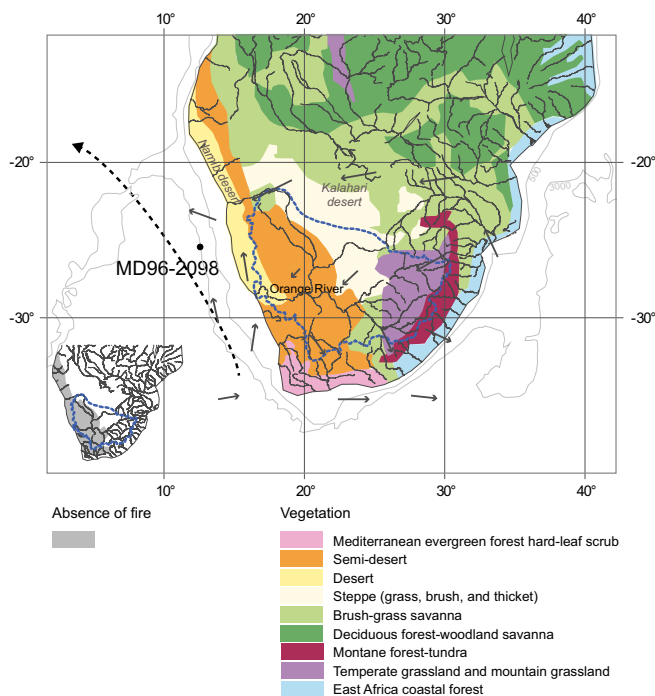 10°
20°
30°
40°
-20°
-20°
Namib desert
Kalahari
desert
500
3000
MD96-2098
Orange River
-30°
-30°
10°
20°
30°
40°
Absence of fire
Vegetation
Mediterranean evergreen forest hard-leaf scrub
Semi-desert
Desert
Steppe (grass, brush, and thicket)
Brush-grass savanna
Deciduous forest-woodland savanna
Montane forest-tundra
Temperate grassland and mountain grassland
East Africa coastal forest